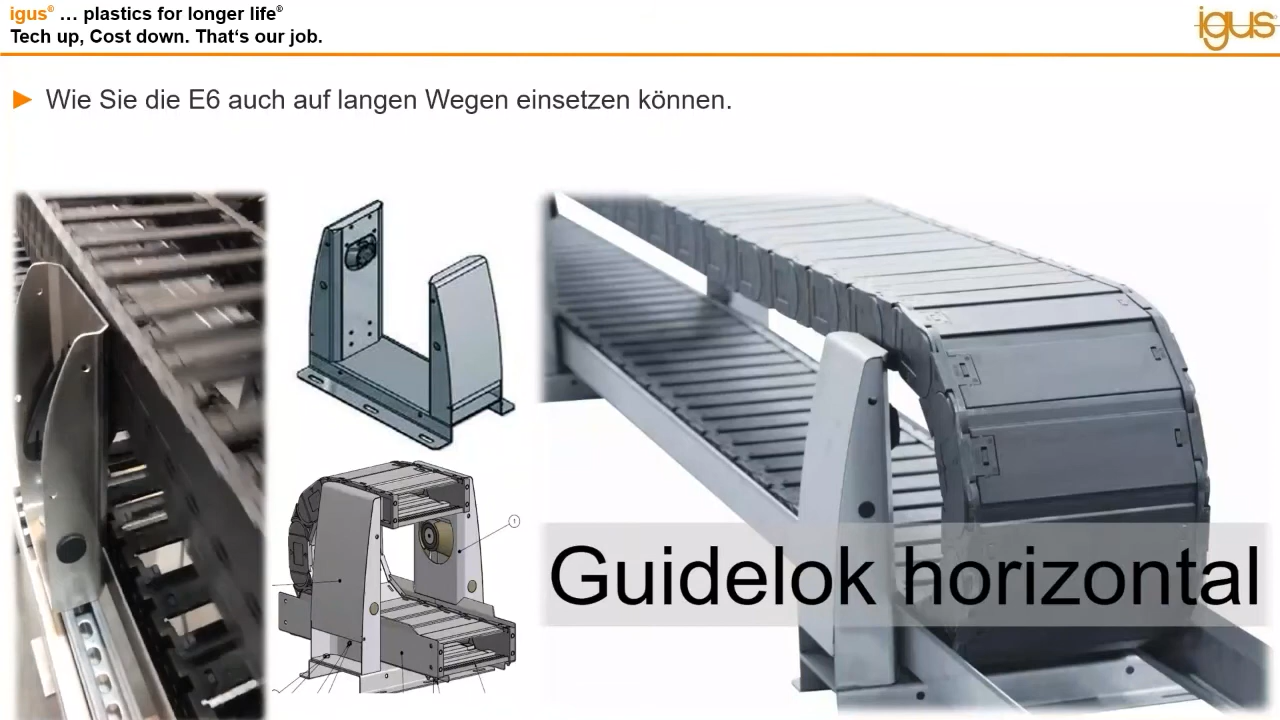 igus® … plastics for longer life®
Tech up, Cost down. That‘s our job.
igus®
► Wie Sie die E6 auch auf langen Wegen einsetzen können.
1
Guidelok horizontal